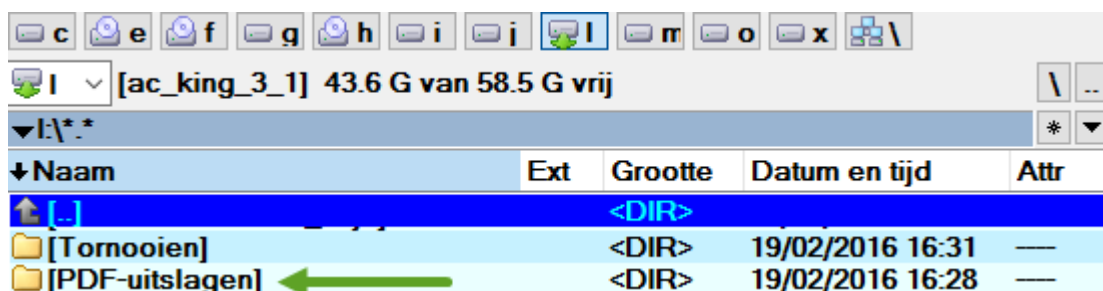 c e f g h i j l m o x \
l [ac_king_3_1] 43.6 G van 58.5 G vrij \ ..
l:\*.* *
Naam Ext Grootte Datum en tijd Attr
[..] <DIR>
[Tornooien] <DIR> 19/02/2016 16:31 ----
[PDF-uitslagen] <DIR> 19/02/2016 16:28 ----